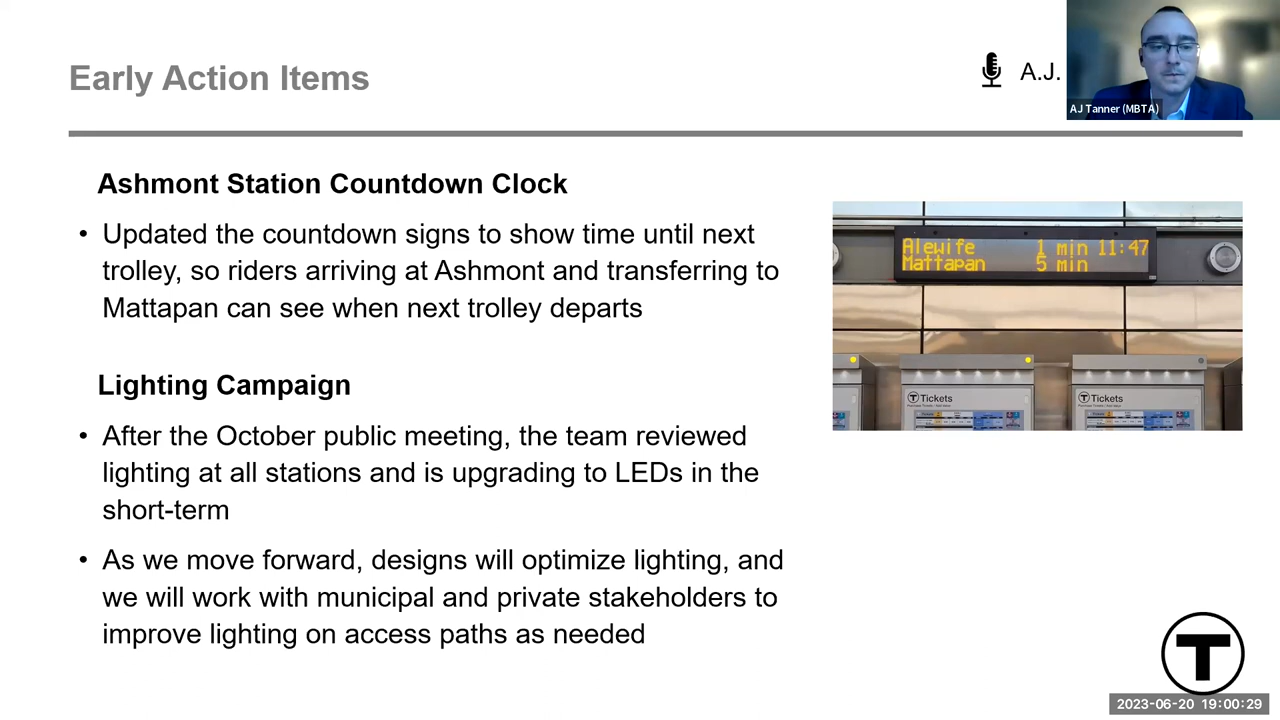 Early Action Items
A.J.
AJ Tanner (MBTA)
Ashmont Station Countdown Clock
• Updated the countdown signs to show time until next
trolley, so riders arriving at Ashmont and transferring to
Mattapan can see when next trolley departs
Alewife 1 min 11:47
Mattapan 5 min
T Tickets
T Tickets
Lighting Campaign
• After the October public meeting, the team reviewed
lighting at all stations and is upgrading to LEDs in the
short-term
• As we move forward, designs will optimize lighting, and
we will work with municipal and private stakeholders to
improve lighting on access paths as needed
T
2023-06-20 19:00:29